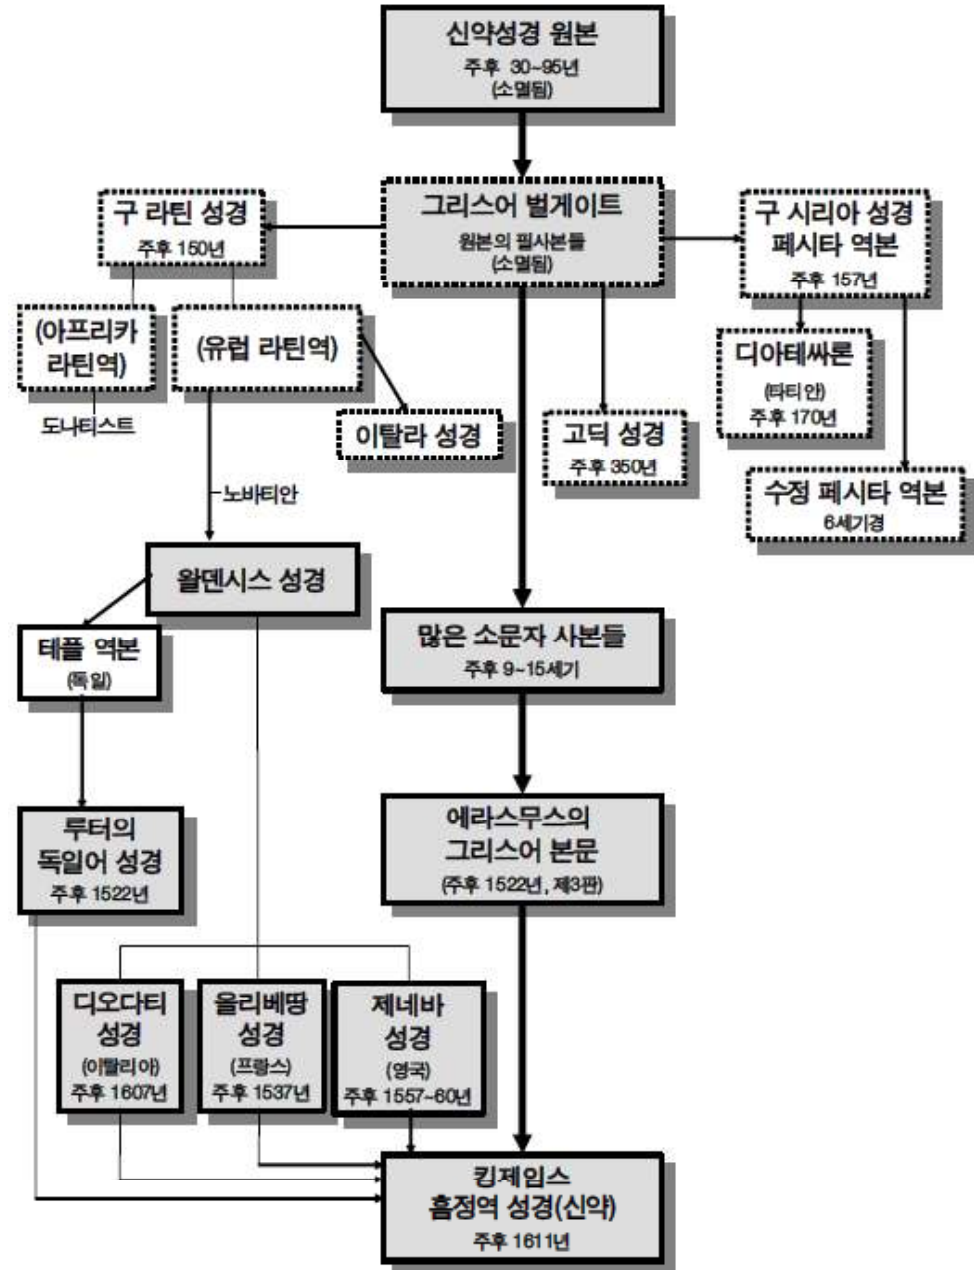 신약성경 원본
주후 30~95년
(소멸됨)
구 라틴 성경
주후 150년
그리스어 벌게이트
원본의 필사본들
(소멸됨)
구 시리아 성경
페시타 역본
주후 157년
(아프리카
라틴역)
(유럽 라틴역)
디아테싸론
(타티안)
주후 170년
도나티스트
이탈라 성경
고딕 성경
주후 350년
수정 페시타 역본
6세기경
노바티안
왈덴시스 성경
많은 소문자 사본들
주후 9~15세기
테플 역본
(독일)
에라스무스의
그리스어 본문
(주후 1522년, 제3판)
루터의
독일어 성경
주후 1522년
디오다티
성경
(이탈리아)
주후 1607년
올리베땅
성경
(프랑스)
주후 1537년
제네바
성경
(영국)
주후 1557~60년
킹제임스
흠정역 성경(신약)
주후 1611년